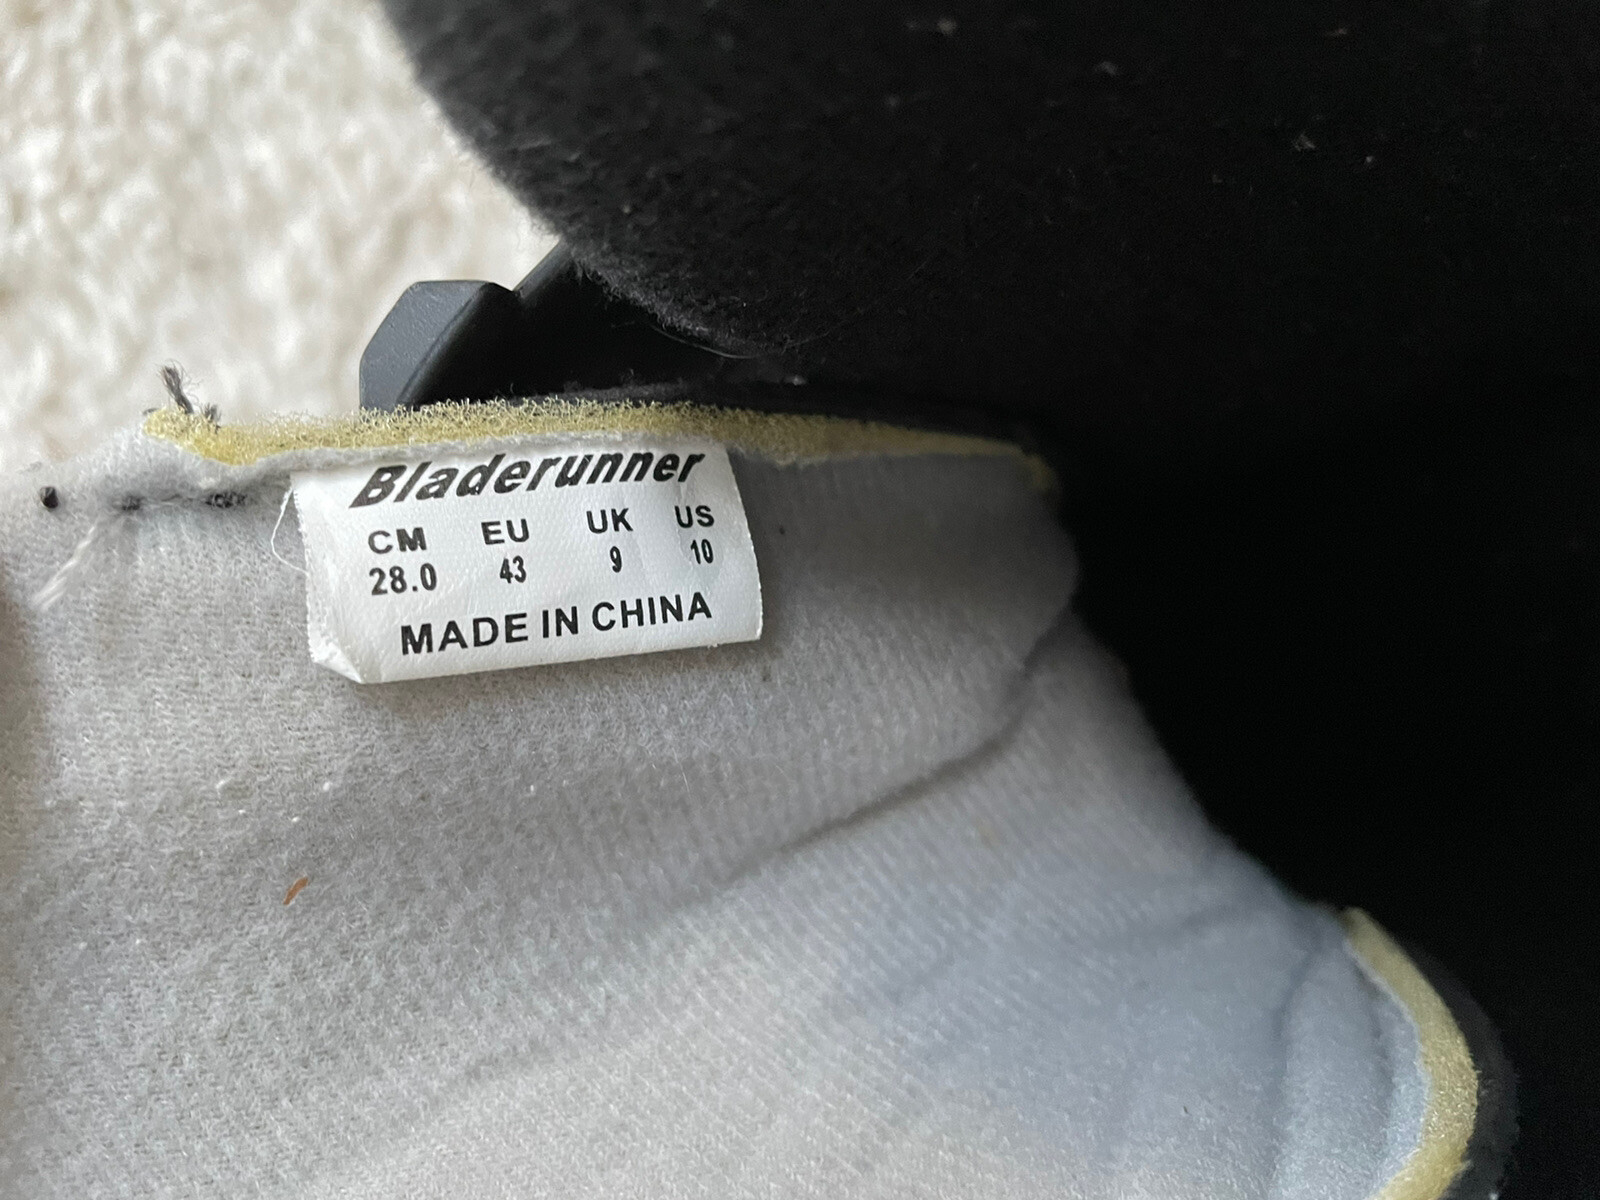 Bladerunner
CM EU UK US
28.0 43 9 10
MADE IN CHINA